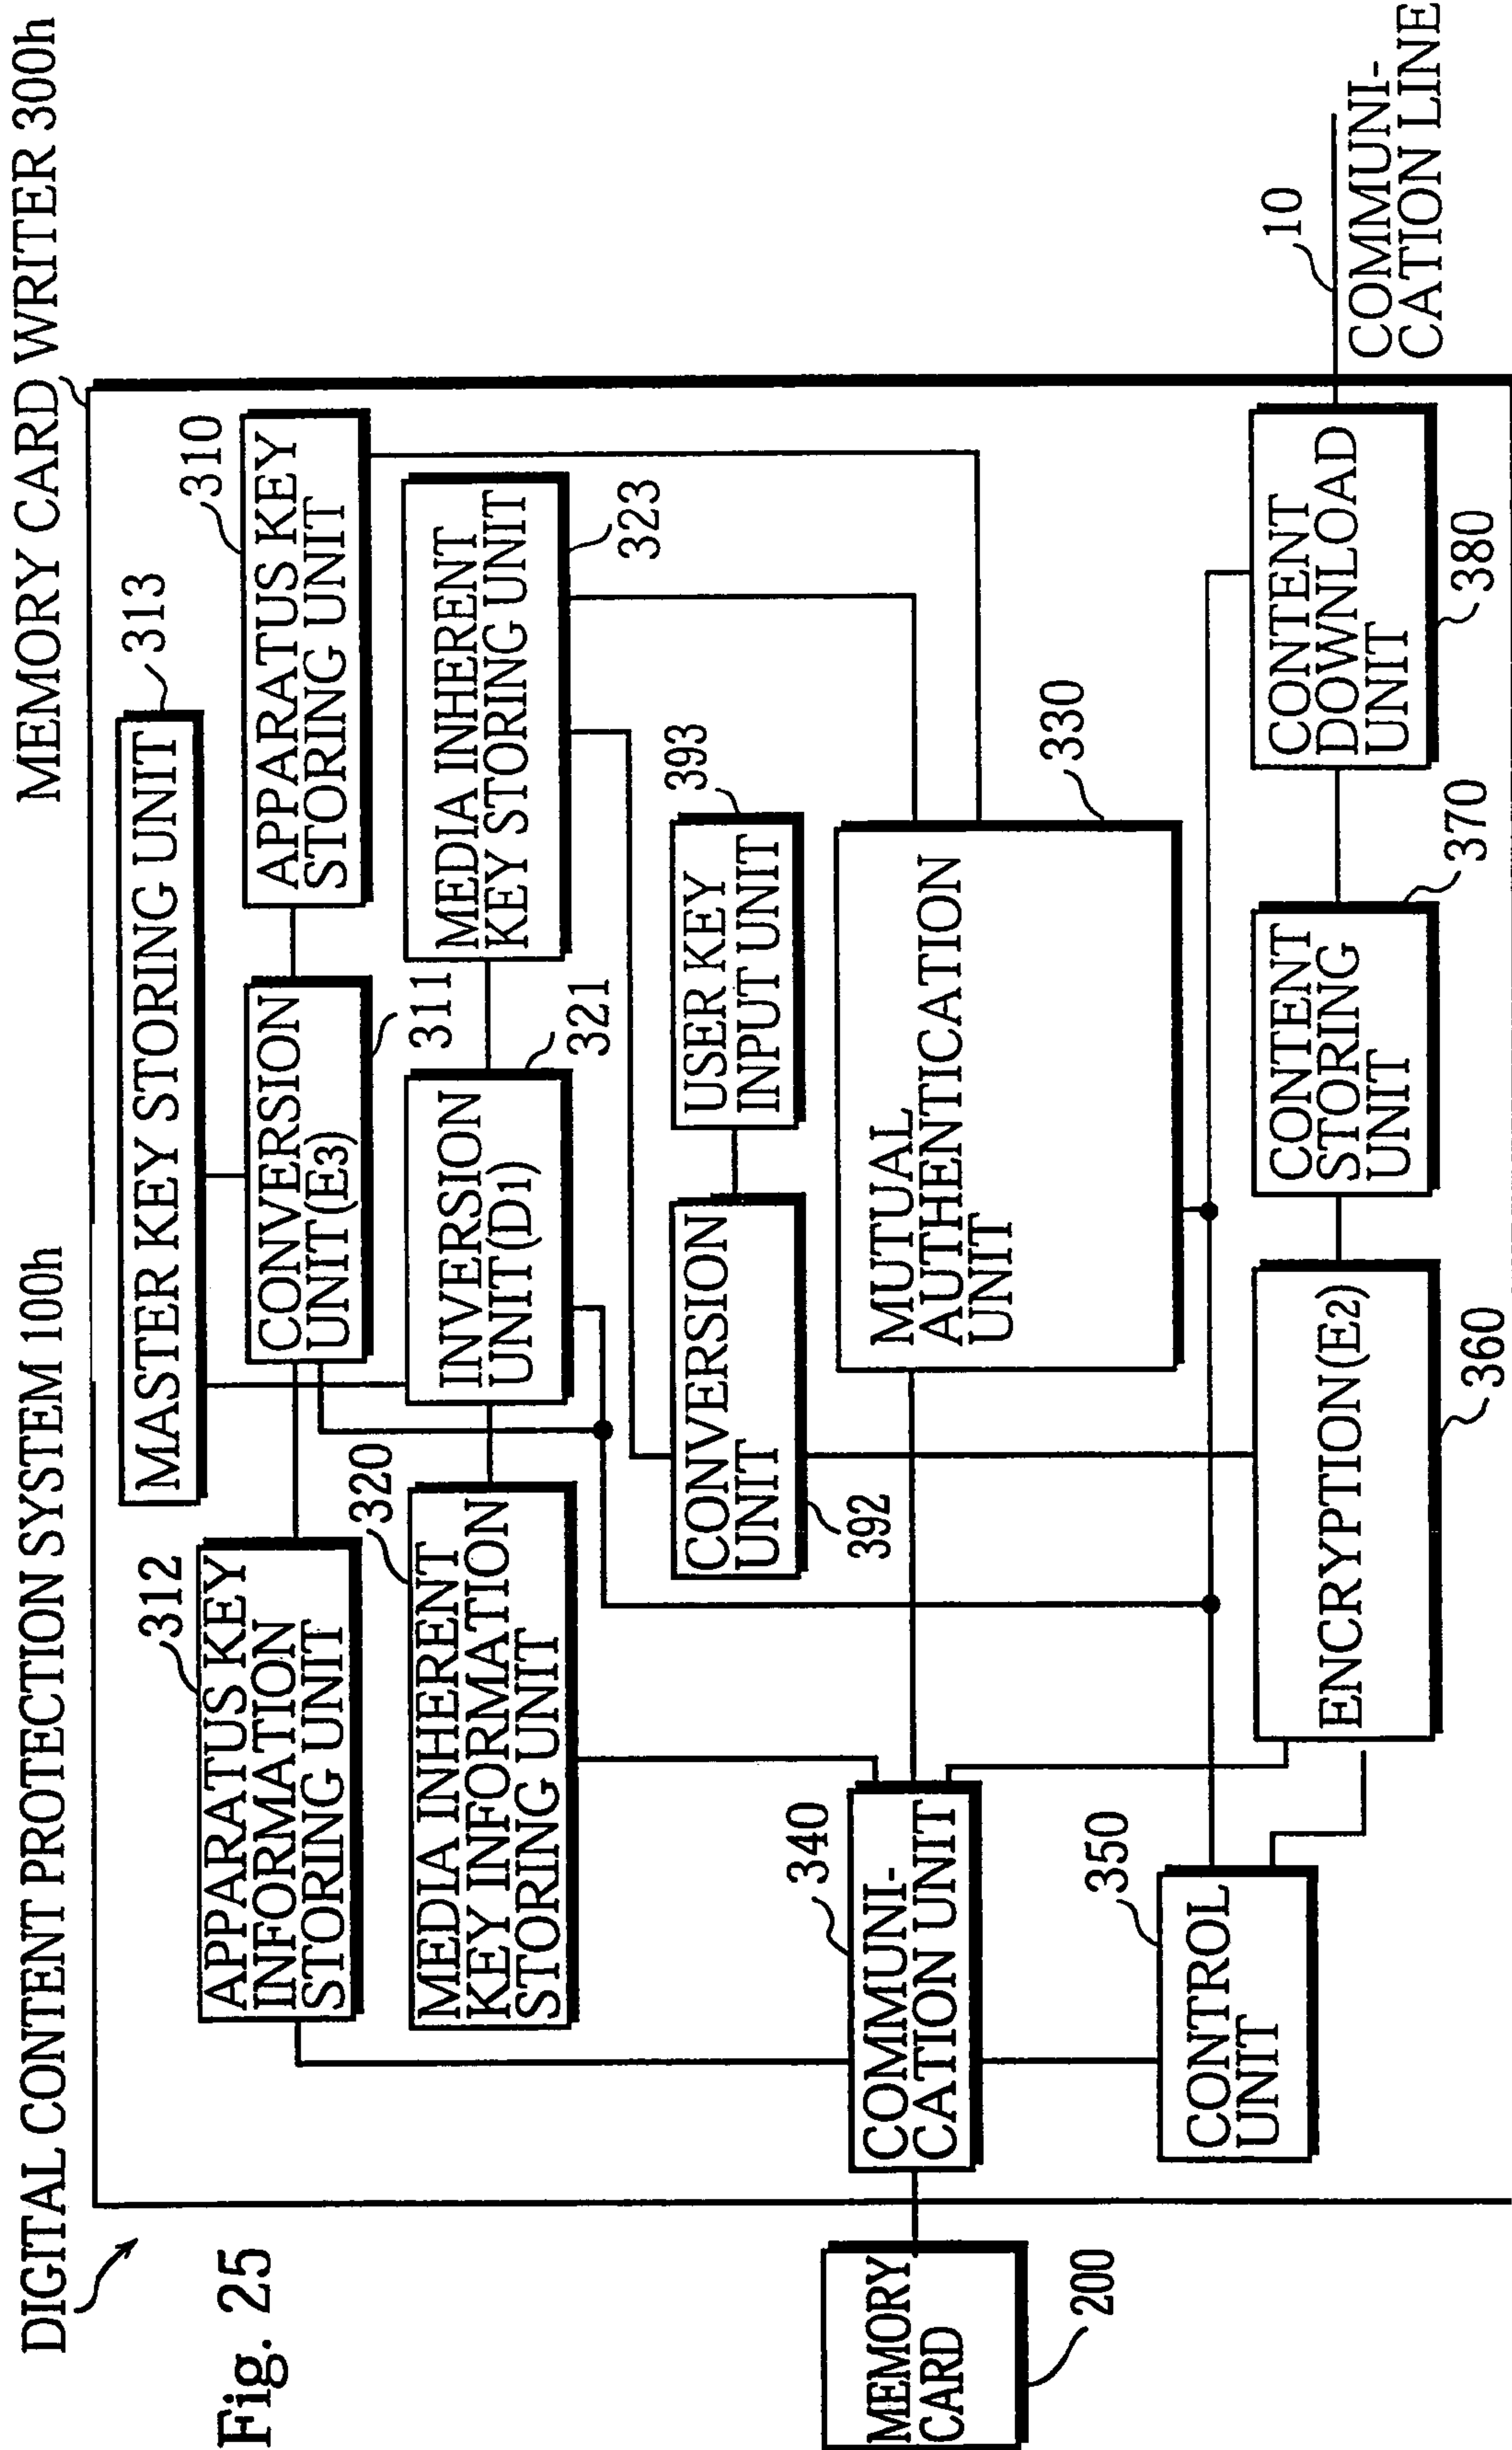 Fig. 25
DIGITAL CONTENT PROTECTION SYSTEM 100h
MEMORY CARD WRITER 300h
MASTER KEY STORING UNIT
313
312
APPARATUS KEY
INFORMATION
STORING UNIT
CONVERSION
UNIT(E3)
311
310
APPARATUS KEY
STORING UNIT
320
MEDIA INHERENT
KEY INFORMATION
STORING UNIT
INVERSION
UNIT(D1)
321
MEDIA INHERENT
KEY STORING UNIT
323
CONVERSION
UNIT
392
USER KEY
INPUT UNIT
393
MEMORY
CARD
200
340
COMMUNI-
CATION UNIT
MUTUAL
AUTHENTICATION
UNIT
330
350
CONTROL
UNIT
ENCRYPTION(E2)
360
CONTENT
STORING
UNIT
370
CONTENT
DOWNLOAD
UNIT
380
10
COMMUNI-
CATION LINE